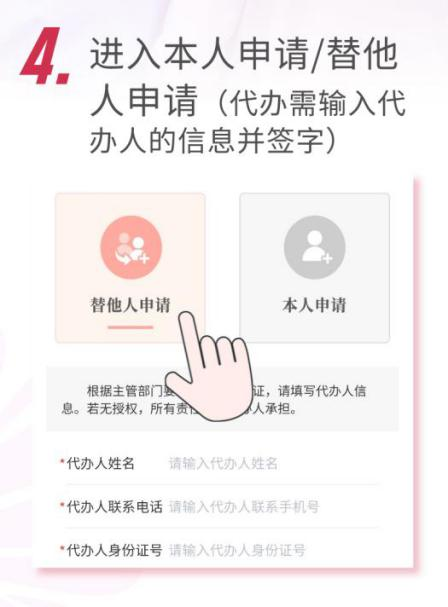 4.
进入本人申请/替他
人申请（代办需输入代
办人的信息并签字）
替他人申请
本人申请
根据主管部门要 证，请填写代办人信
息。若无授权，所有责 人承担。
*代办人姓名 请输入代办人姓名
*代办人联系电话 请输入代办人联系手机号
*代办人身份证号 请输入代办人身份证号